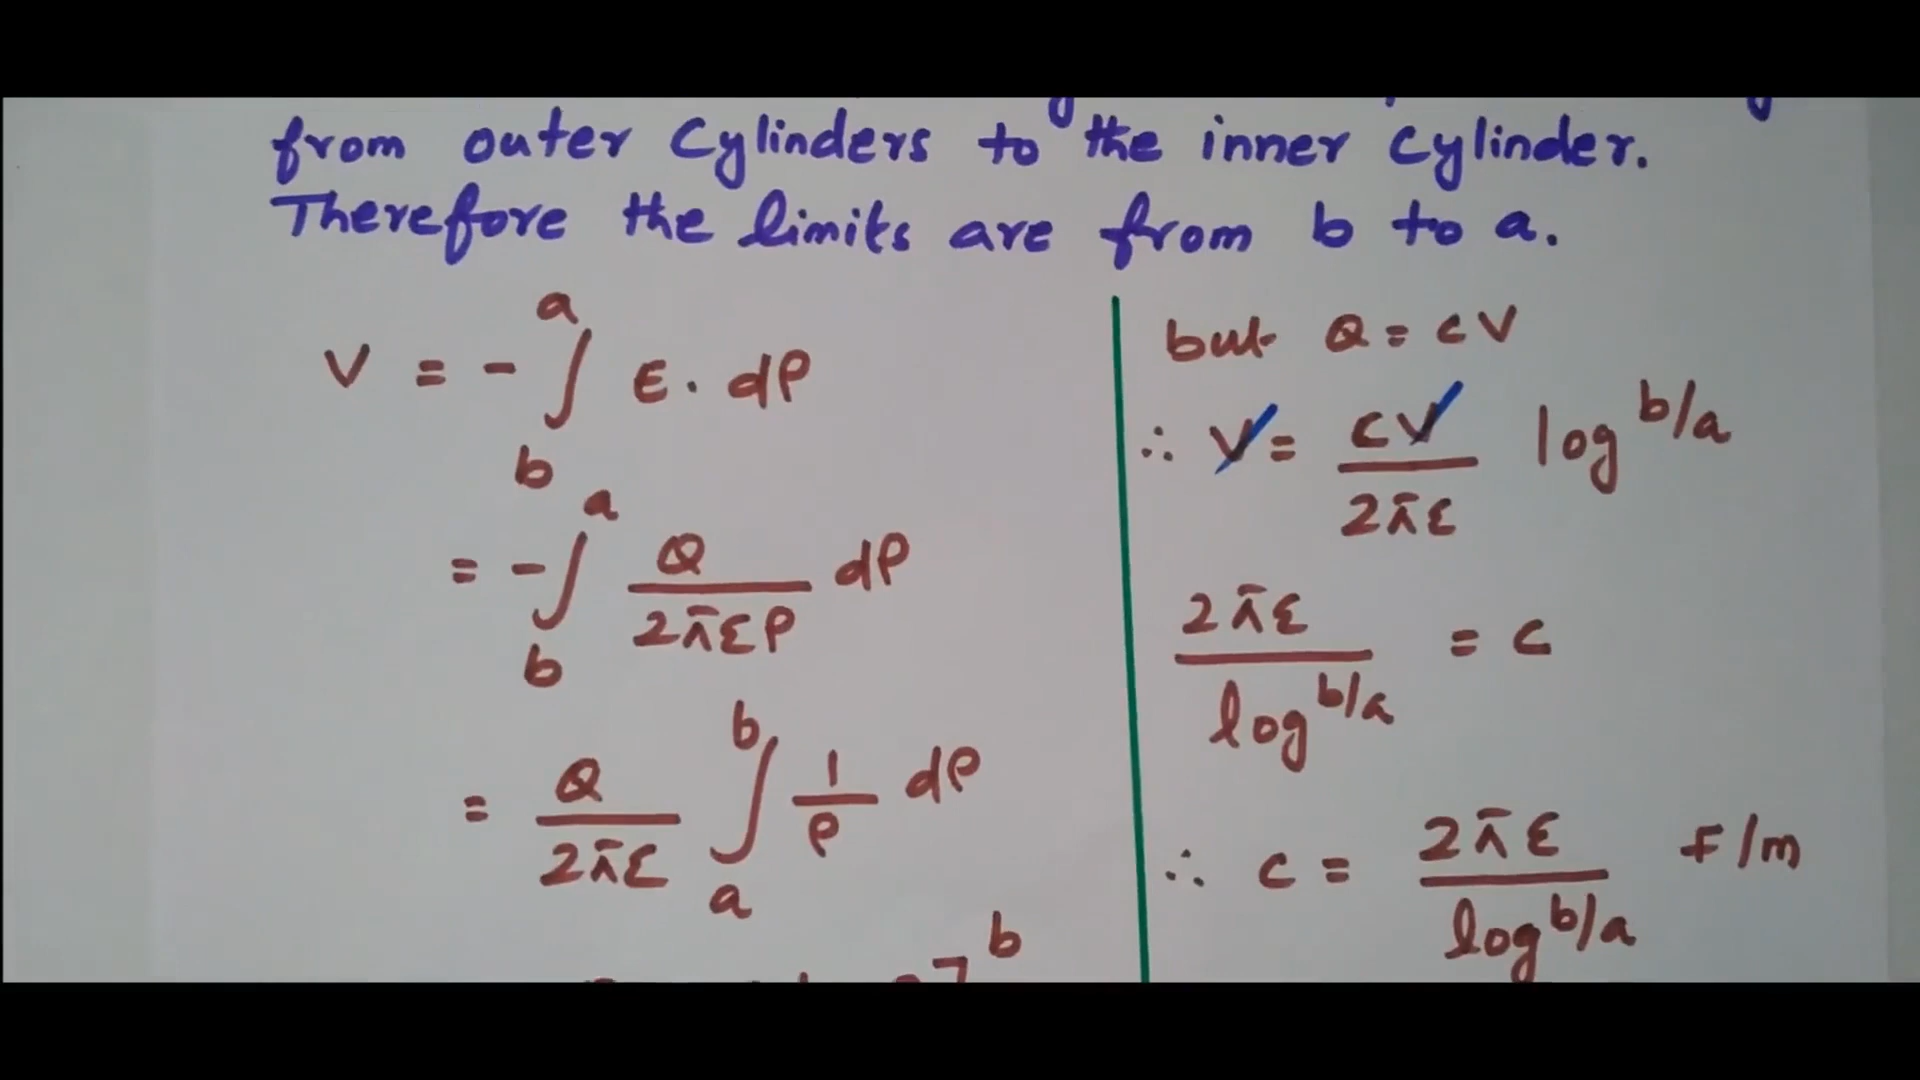 from outer Cylinders to the inner cylinder.
Therefore the limits are from b to a.
V = - ∫_b^a E . dρ
= - ∫_b^a Q / 2περ dρ
= Q / 2πε ∫_a^b 1/ρ dρ
b
but Q = CV
∴ V = CV / 2πε log b/a
2πε / log b/a = C
∴ C = 2πε / log b/a F/m